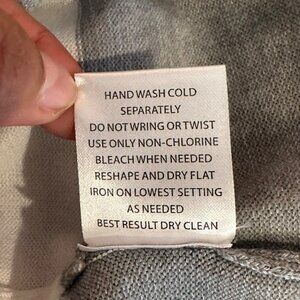 HAND WASH COLD
SEPARATELY
DO NOT WRING OR TWIST
USE ONLY NON-CHLORINE
BLEACH WHEN NEEDED
RESHAPE AND DRY FLAT
IRON ON LOWEST SETTING
AS NEEDED
BEST RESULT DRY CLEAN